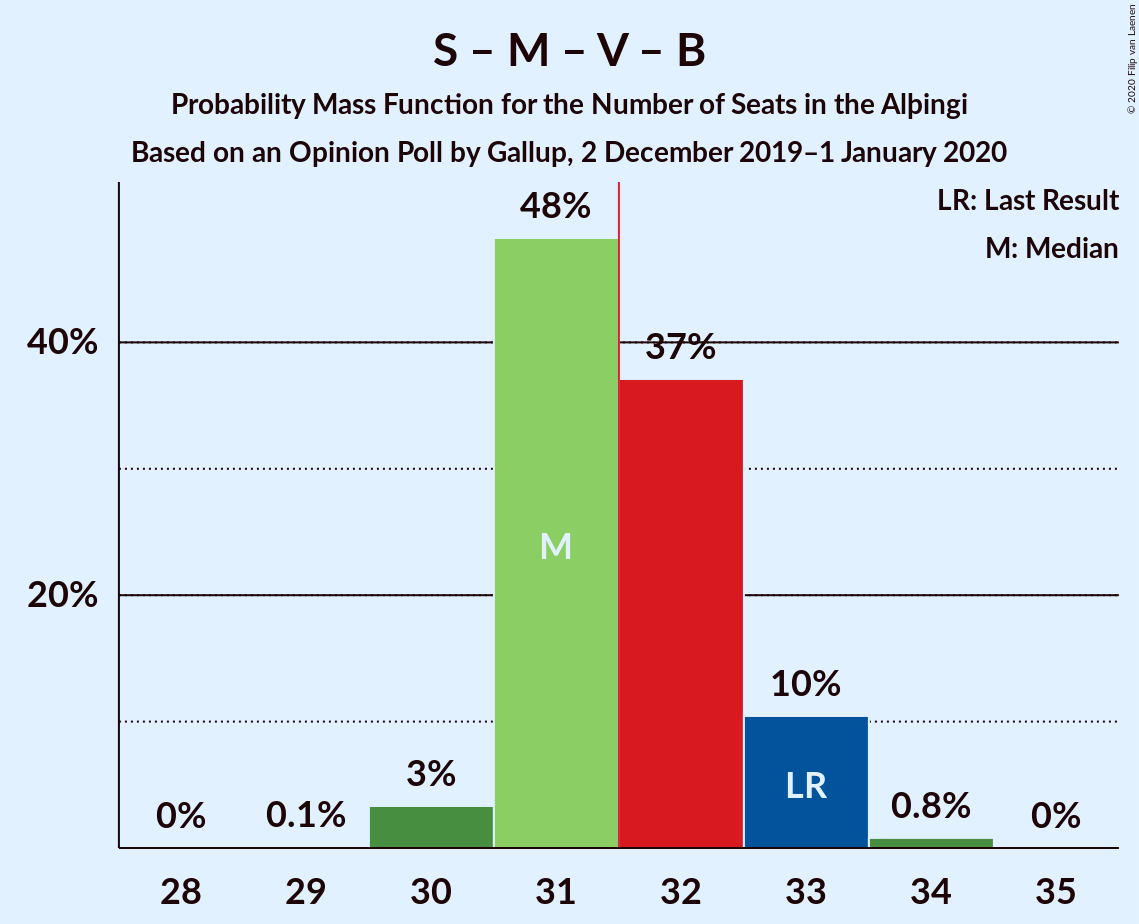 S – M – V – B
Probability Mass Function for the Number of Seats in the Alþingi
Based on an Opinion Poll by Gallup, 2 December 2019–1 January 2020
© 2020 Filip van Laenen
LR: Last Result
M: Median
40%
20%
0%
0.1%
3%
48%
37%
10%
0.8%
0%
M
LR
28 29 30 31 32 33 34 35